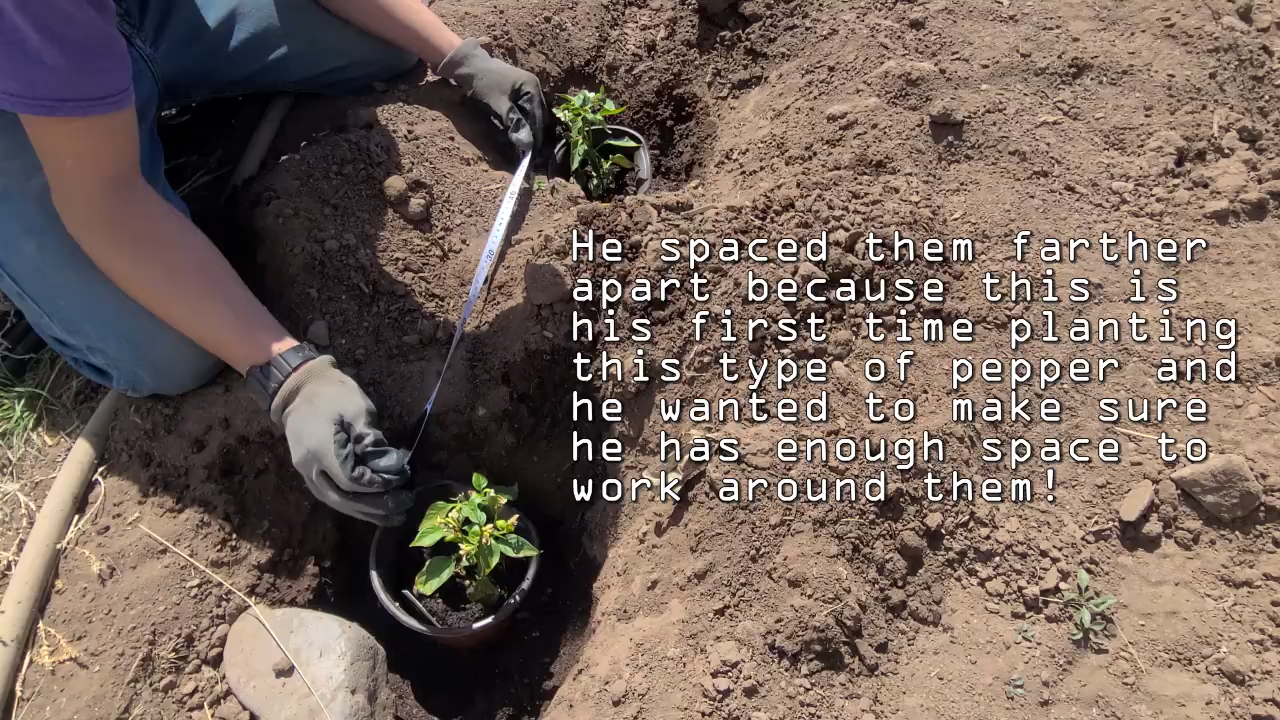 He spaced them farther
apart because this is
his first time planting
this type of pepper and
he wanted to make sure
he has enough space to
work around them!